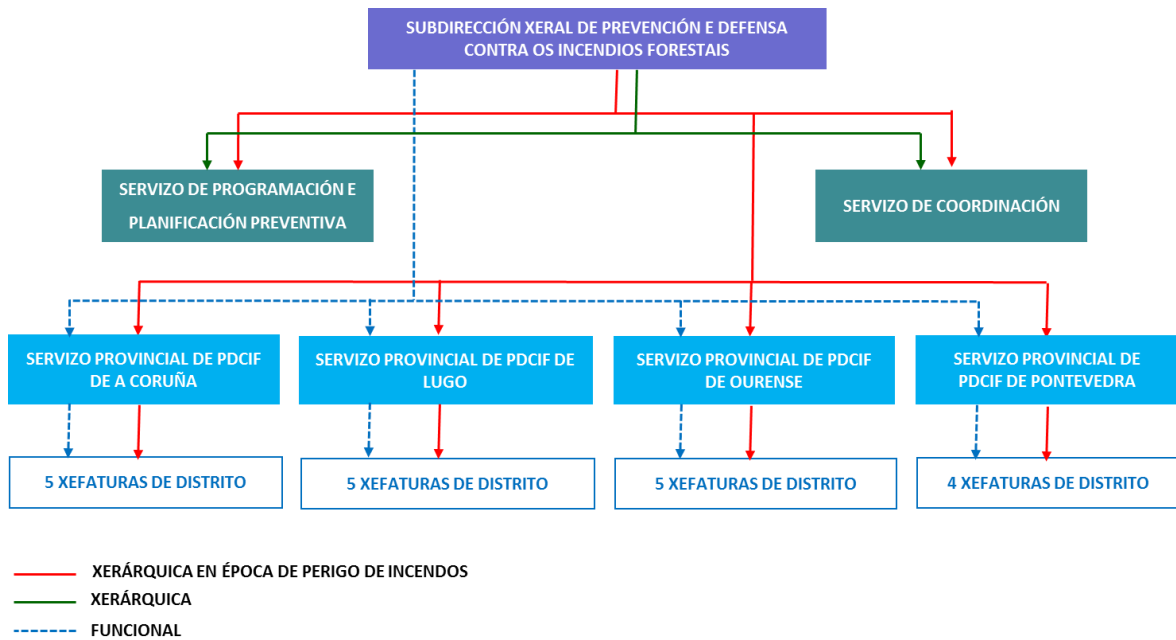 SUBDIRECCIÓN XERAL DE PREVENCIÓN E DEFENSA
CONTRA OS INCENDIOS FORESTAIS
SERVIZO DE PROGRAMACIÓN E
PLANIFICACIÓN PREVENTIVA
SERVIZO DE COORDINACIÓN
SERVIZO PROVINCIAL DE PDCIF
DE A CORUÑA
SERVIZO PROVINCIAL DE PDCIF DE
LUGO
SERVIZO PROVINCIAL DE PDCIF
DE OURENSE
SERVIZO PROVINCIAL DE
PDCIF DE PONTEVEDRA
5 XEFATURAS DE DISTRITO
5 XEFATURAS DE DISTRITO
5 XEFATURAS DE DISTRITO
4 XEFATURAS DE DISTRITO
XERÁRQUICA EN ÉPOCA DE PERIGO DE INCENDOS
XERÁRQUICA
FUNCIONAL